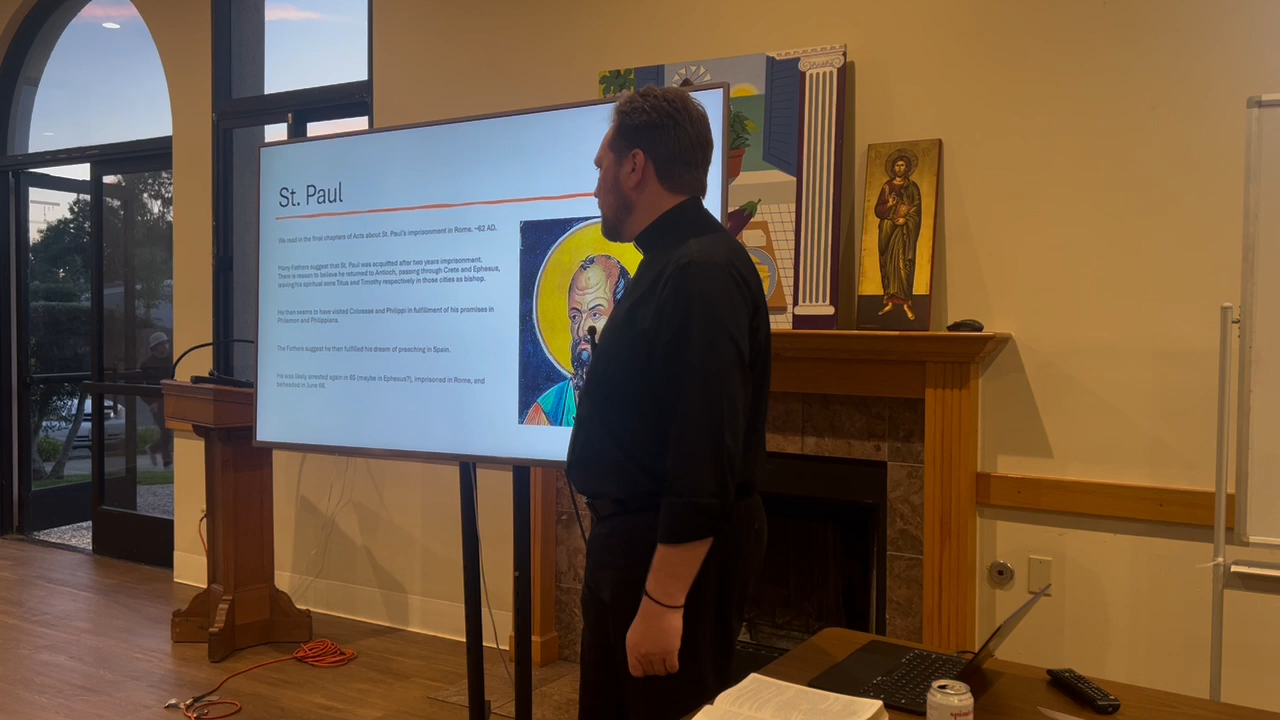 St. Paul
We read in the final chapters of Acts about St. Paul's imprisonment in Rome. ~62 AD.
Many Fathers suggest that St. Paul was acquitted after two years imprisonment.
There is reason to believe he returned to Antioch, passing through Crete and Ephesus,
leaving his spiritual sons Titus and Timothy respectively in those cities as bishop.
He then seems to have visited Colossae and Philippi in fulfillment of his promises in
Philemon and Philippians.
The Fathers suggest he then fulfilled his dream of preaching in Spain.
He was likely arrested again in 65 (maybe in Ephesus?), imprisoned in Rome, and
beheaded in June 68.